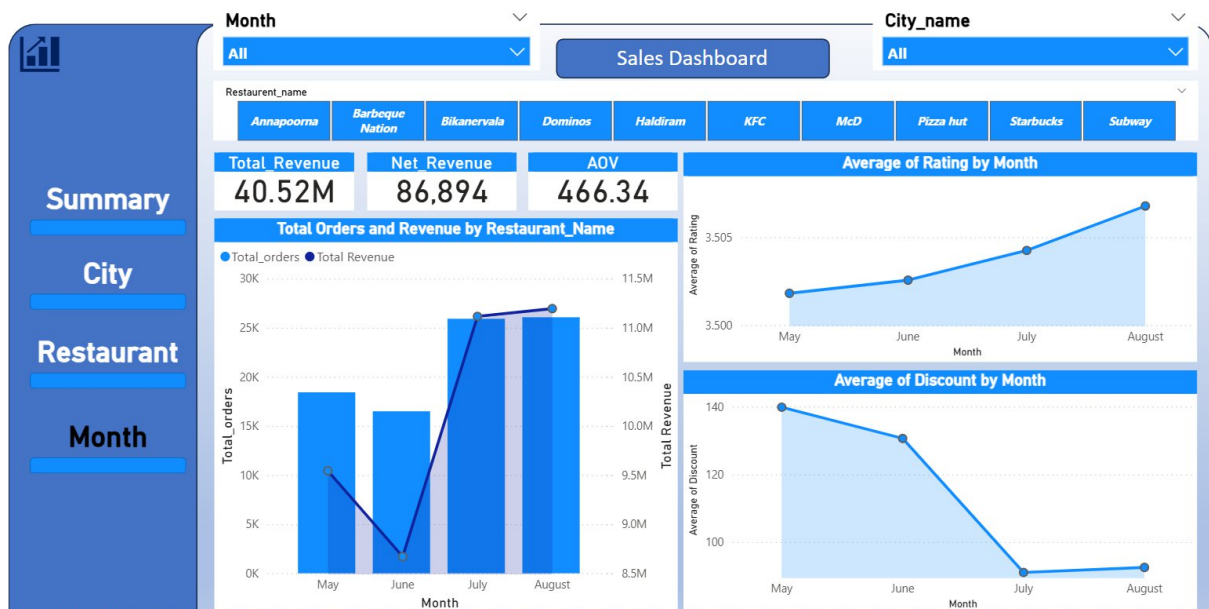 Month
All
Sales Dashboard
City_name
All
Restaurent_name
Annapoorna
Barbeque
Nation
Bikanervala
Dominos
Haldiram
KFC
McD
Pizza hut
Starbucks
Subway
Summary
City
Restaurant
Month
Total_Revenue
40.52M
Net_Revenue
86,894
AOV
466.34
Total Orders and Revenue by Restaurant_Name
Total_orders Total Revenue
30K
25K
20K
15K
10K
5K
0K
Total_orders
11.5M
11.0M
10.5M
10.0M
9.5M
9.0M
8.5M
Total Revenue
May June July August
Month
Average of Rating by Month
3.505
3.500
Average of Rating
May June July August
Month
Average of Discount by Month
140
120
100
Average of Discount
May June July August
Month